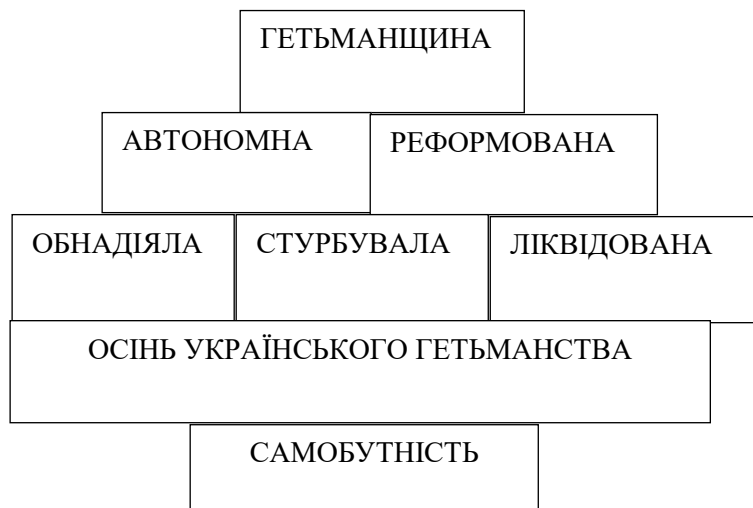 ГЕТЬМАНЩИНА
АВТОНОМНА
РЕФОРМОВАНА
ОБНАДІЯЛА
СТУРБУВАЛА
ЛІКВІДОВАНА
ОСІНЬ УКРАЇНСЬКОГО ГЕТЬМАНСТВА
САМОБУТНІСТЬ